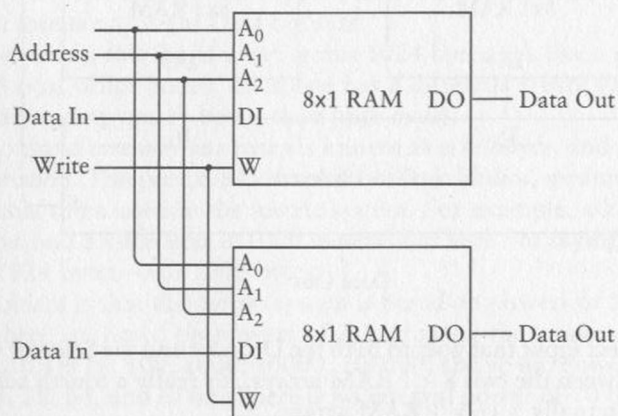 Address
Data In
Write
A0
A1
A2
DI
W
8x1 RAM DO
Data Out
Data In
A0
A1
A2
DI
W
8x1 RAM DO
Data Out